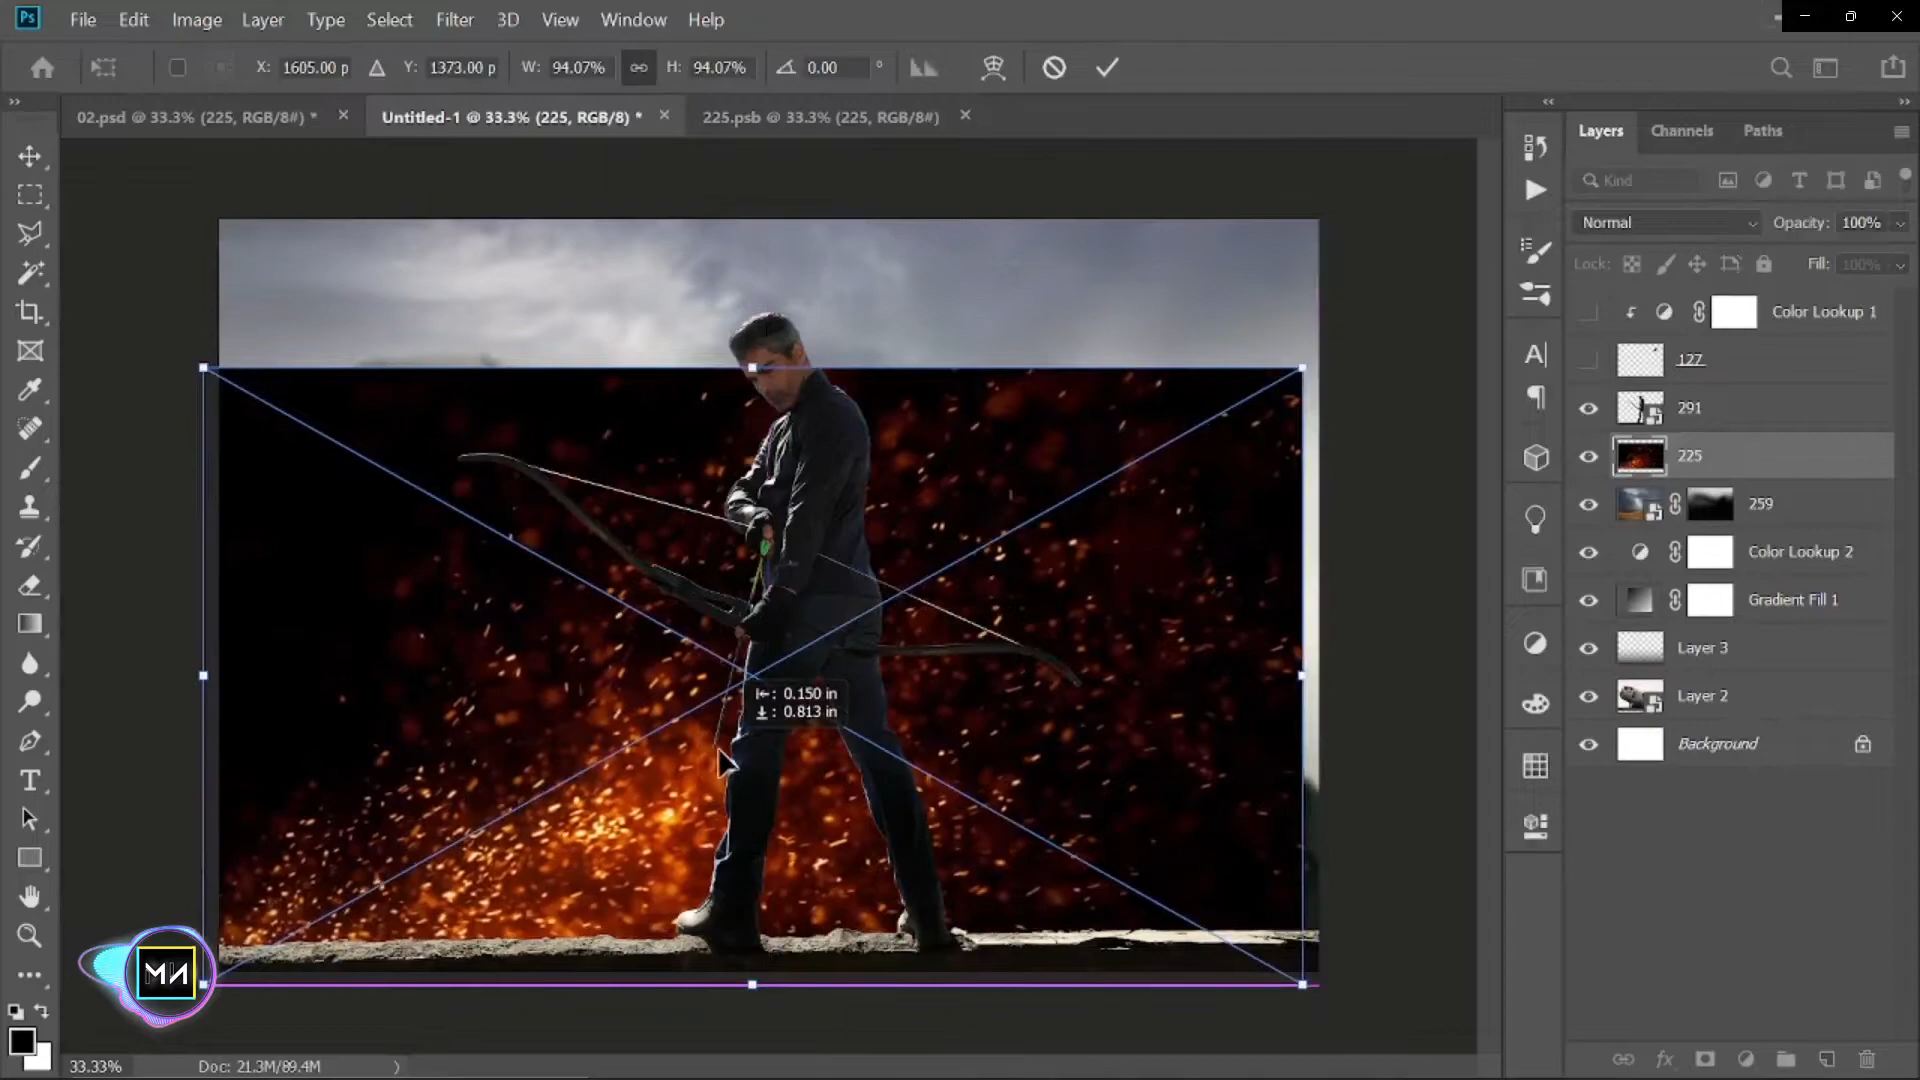 Ps File Edit Image Layer Type Select Filter 3D View Window Help
X: 1605.00 p Y: 1373.00 p W: 94.07% H: 94.07% 0.00 °
02.psd @ 33.3% (225, RGB/8#) * Untitled-1 @ 33.3% (225, RGB/8) * 225.psb @ 33.3% (225, RGB/8#)
Layers Channels Paths
Kind
Normal Opacity: 100%
Lock: Fill: 100%
Color Lookup 1
127
291
225
259
Color Lookup 2
Gradient Fill 1
Layer 3
Layer 2
Background
: 0.150 in
: 0.813 in
33.33% Doc: 21.3M/89.4M